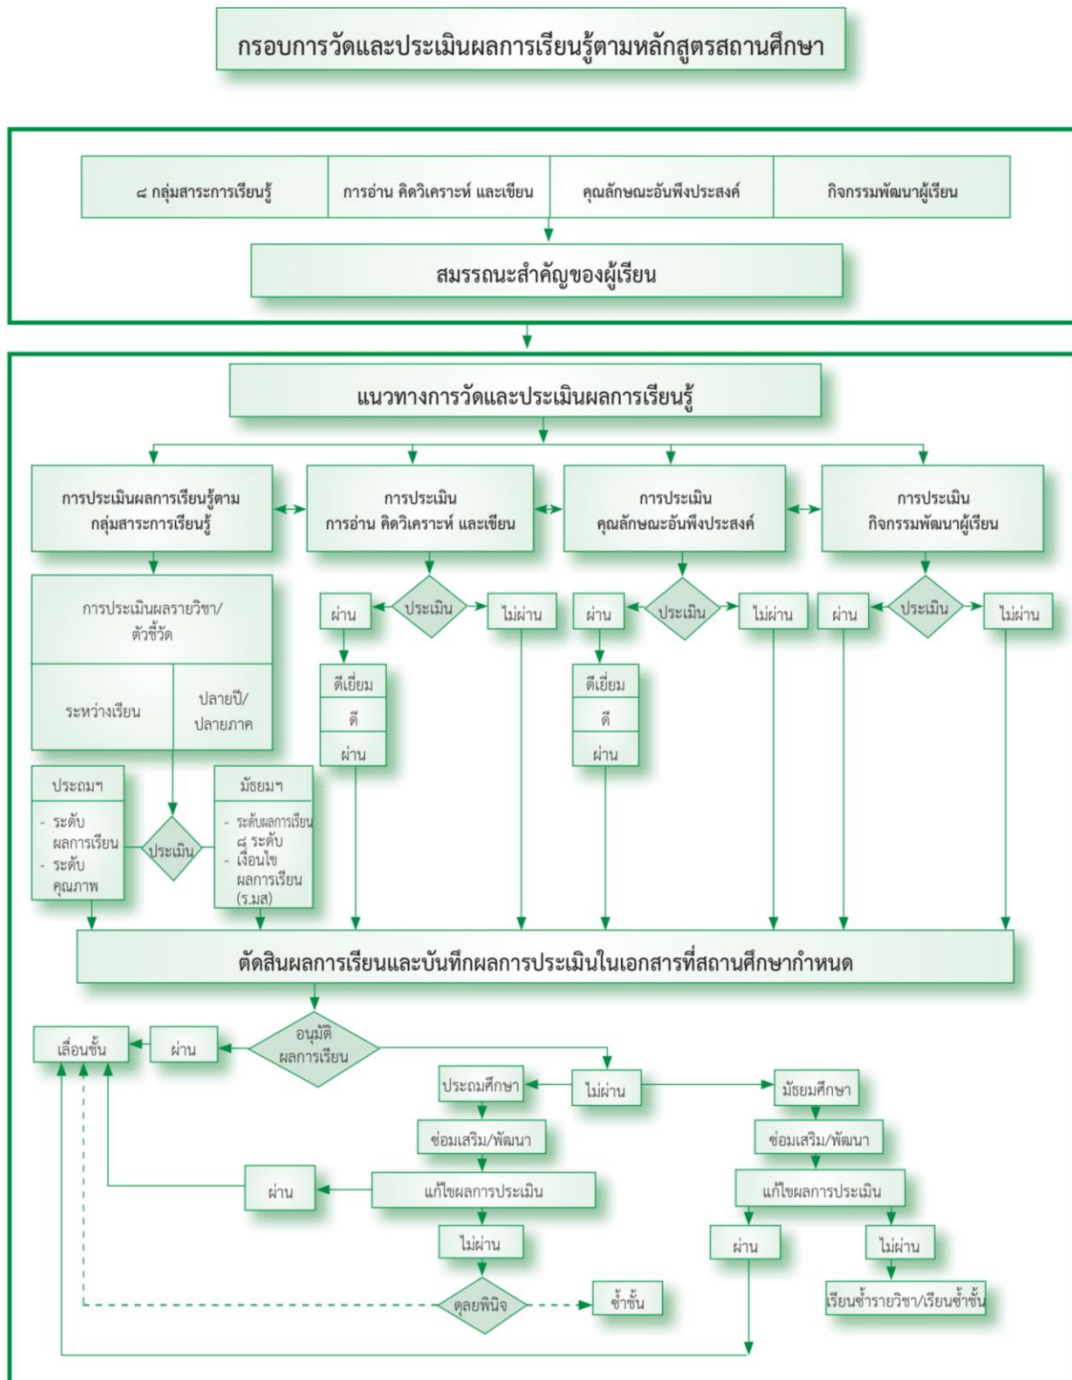 กรอบการวัดและประเมินผลการเรียนรู้ตามหลักสูตรสถานศึกษา
๘ กลุ่มสาระการเรียนรู้
การอ่าน คิดวิเคราะห์ และเขียน
คุณลักษณะอันพึงประสงค์
กิจกรรมพัฒนาผู้เรียน
สมรรถนะสำคัญของผู้เรียน
แนวทางการวัดและประเมินผลการเรียนรู้
การประเมินผลการเรียนรู้ตาม
กลุ่มสาระการเรียนรู้
การประเมิน
การอ่าน คิดวิเคราะห์ และเขียน
การประเมิน
คุณลักษณะอันพึงประสงค์
การประเมิน
กิจกรรมพัฒนาผู้เรียน
การประเมินผลรายวิชา/
ตัวชี้วัด
ระหว่างเรียน
ปลายปี/
ปลายภาค
ผ่าน
ประเมิน
ไม่ผ่าน
ผ่าน
ประเมิน
ไม่ผ่าน
ผ่าน
ประเมิน
ไม่ผ่าน
ดีเยี่ยม
ดี
ผ่าน
ดีเยี่ยม
ดี
ผ่าน
ประถมฯ
- ระดับ
ผลการเรียน
- ระดับ
คุณภาพ
ประเมิน
มัธยมฯ
- ระดับผลการเรียน
๘ ระดับ
- เงื่อนไข
ผลการเรียน
(ร.มส)
ตัดสินผลการเรียนและบันทึกผลการประเมินในเอกสารที่สถานศึกษากำหนด
อนุมัติ
ผลการเรียน
ผ่าน
เลื่อนชั้น
ไม่ผ่าน
ประถมศึกษา
มัธยมศึกษา
ซ่อมเสริม/พัฒนา
ซ่อมเสริม/พัฒนา
ผ่าน
แก้ไขผลการประเมิน
แก้ไขผลการประเมิน
ไม่ผ่าน
ผ่าน
ไม่ผ่าน
ดุลยพินิจ
ซ้ำชั้น
เรียนซ้ำรายวิชา/เรียนซ้ำชั้น